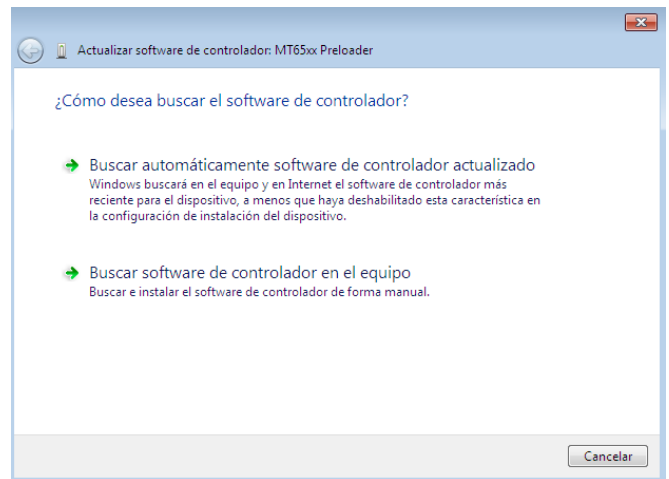 Actualizar software de controlador: MT65xx Preloader
¿Cómo desea buscar el software de controlador?
Buscar automáticamente software de controlador actualizado
Windows buscará en el equipo y en Internet el software de controlador más
reciente para el dispositivo, a menos que haya deshabilitado esta característica en
la configuración de instalación del dispositivo.
Buscar software de controlador en el equipo
Buscar e instalar el software de controlador de forma manual.
Cancelar